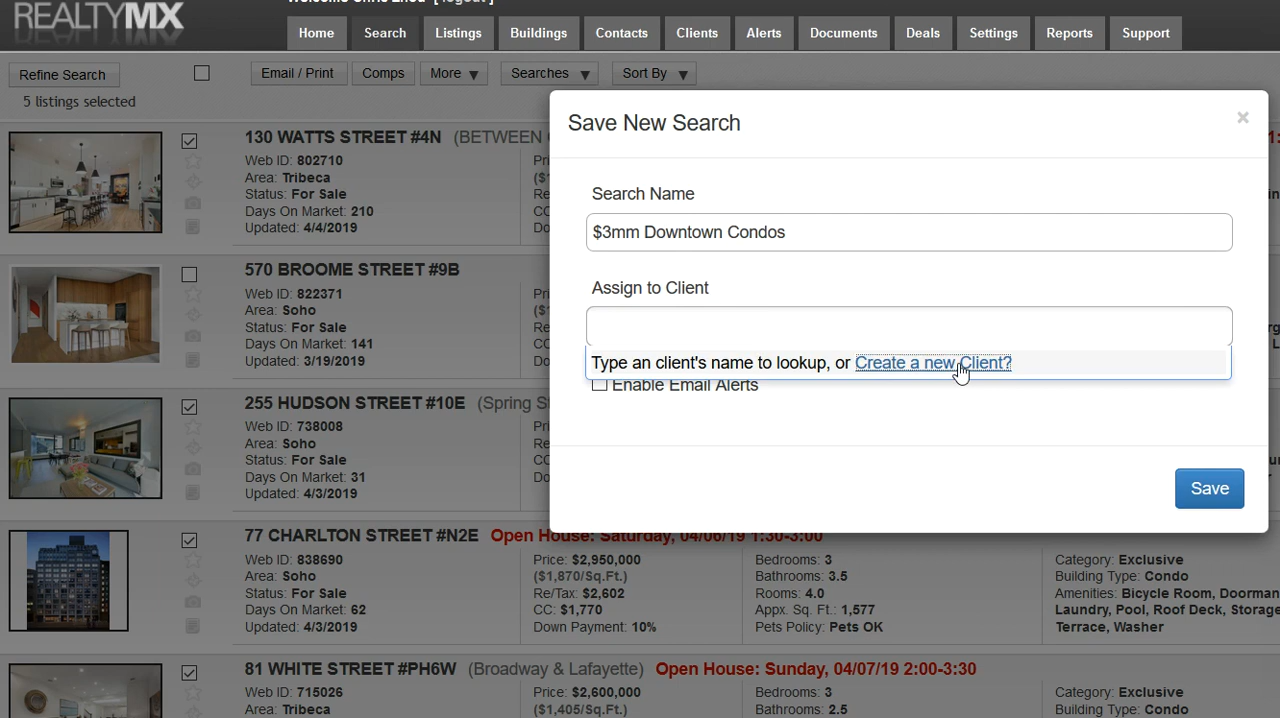 REALTYMX
Home Search Listings Buildings Contacts Clients Alerts Documents Deals Settings Reports Support
Refine Search Email / Print Comps More ▼ Searches ▼ Sort By ▼
5 listings selected
Save New Search ×
Search Name
$3mm Downtown Condos
Assign to Client
Type an client's name to lookup, or Create a new Client?
Enable Email Alerts
Save
130 WATTS STREET #4N (BETWEEN
Web ID: 802710
Area: Tribeca
Status: For Sale
Days On Market: 210
Updated: 4/4/2019
570 BROOME STREET #9B
Web ID: 822371
Area: Soho
Status: For Sale
Days On Market: 141
Updated: 3/19/2019
255 HUDSON STREET #10E (Spring S
Web ID: 738008
Area: Soho
Status: For Sale
Days On Market: 31
Updated: 4/3/2019
77 CHARLTON STREET #N2E Open House: Saturday, 04/06/19 1:30-3:00
Web ID: 838690 Price: $2,950,000 Bedrooms: 3 Category: Exclusive
Area: Soho ($1,870/Sq.Ft.) Bathrooms: 3.5 Building Type: Condo
Status: For Sale Re/Tax: $2,602 Rooms: 4.0 Amenities: Bicycle Room, Doorman
Days On Market: 62 CC: $1,770 Appx. Sq. Ft.: 1,577 Laundry, Pool, Roof Deck, Storage
Updated: 4/3/2019 Down Payment: 10% Pets Policy: Pets OK Terrace, Washer
81 WHITE STREET #PH6W (Broadway & Lafayette) Open House: Sunday, 04/07/19 2:00-3:30
Web ID: 715026 Price: $2,600,000 Bedrooms: 3 Category: Exclusive
Area: Tribeca ($1,405/Sq.Ft.) Bathrooms: 2.5 Building Type: Condo